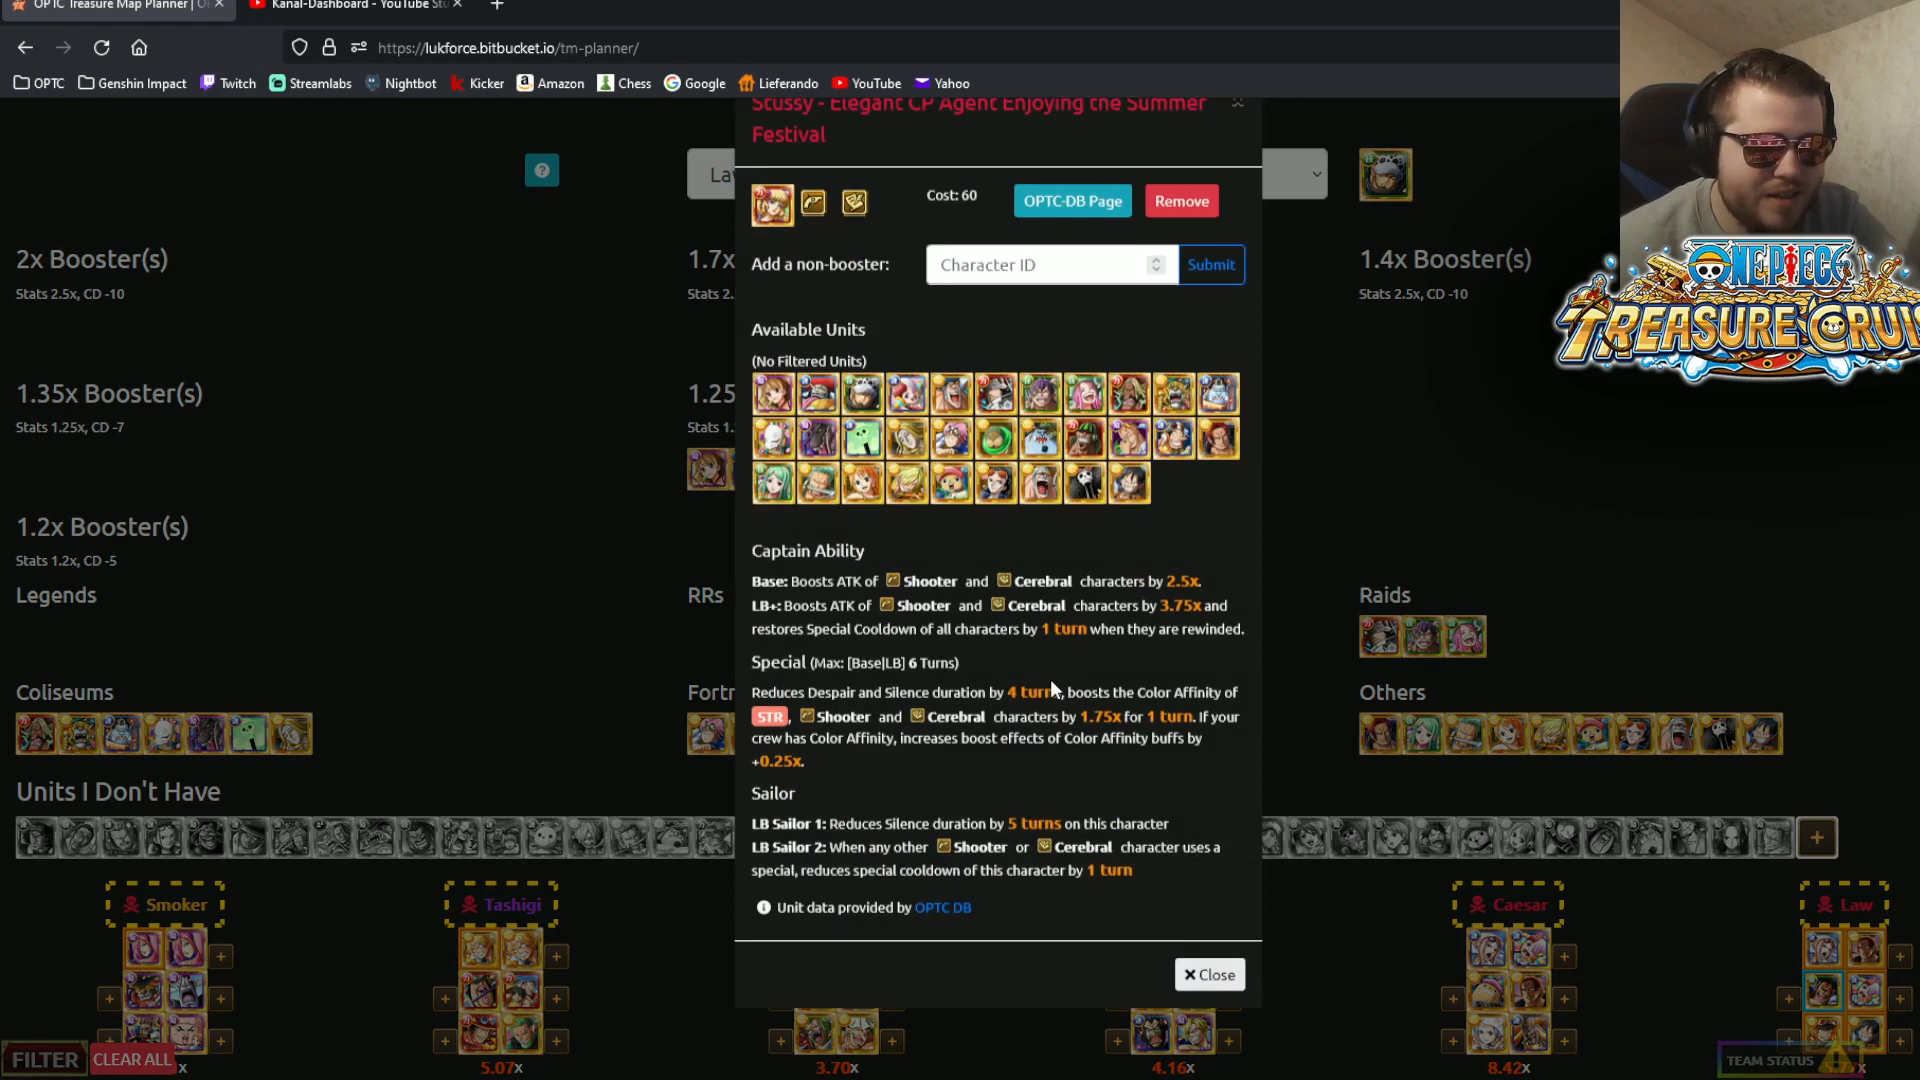 OPTC Treasure Map Planner | O
Kanal-Dashboard - YouTube Stu
https://lukforce.bitbucket.io/tm-planner/
OPTC
Genshin Impact
Twitch
Streamlabs
Nightbot
Kicker
Amazon
Chess
Google
Lieferando
YouTube
Yahoo
Stussy - Elegant CP Agent Enjoying the Summer
Festival
Cost: 60
OPTC-DB Page
Remove
Add a non-booster:
Character ID
Submit
Available Units
(No Filtered Units)
Captain Ability
Base: Boosts ATK of Shooter and Cerebral characters by 2.5x.
LB+: Boosts ATK of Shooter and Cerebral characters by 3.75x and
restores Special Cooldown of all characters by 1 turn when they are rewinded.
Special (Max: [Base|LB] 6 Turns)
Reduces Despair and Silence duration by 4 turn, boosts the Color Affinity of
STR, Shooter and Cerebral characters by 1.75x for 1 turn. If your
crew has Color Affinity, increases boost effects of Color Affinity buffs by
+0.25x.
Sailor
LB Sailor 1: Reduces Silence duration by 5 turns on this character
LB Sailor 2: When any other Shooter or Cerebral character uses a
special, reduces special cooldown of this character by 1 turn
Unit data provided by OPTC DB
Close
La
2x Booster(s)
Stats 2.5x, CD -10
1.7x
Stats 2.
1.4x Booster(s)
Stats 2.5x, CD -10
1.35x Booster(s)
Stats 1.25x, CD -7
1.25
Stats 1.
1.2x Booster(s)
Stats 1.2x, CD -5
Legends
RRs
Raids
Coliseums
Fortr
Others
Units I Don't Have
Smoker
Tashigi
Caesar
Law
FILTER
CLEAR ALL
x
5.07x
3.70x
4.16x
8.42x
TEAM STATUS
ONE PIECE
TREASURE CRUIS